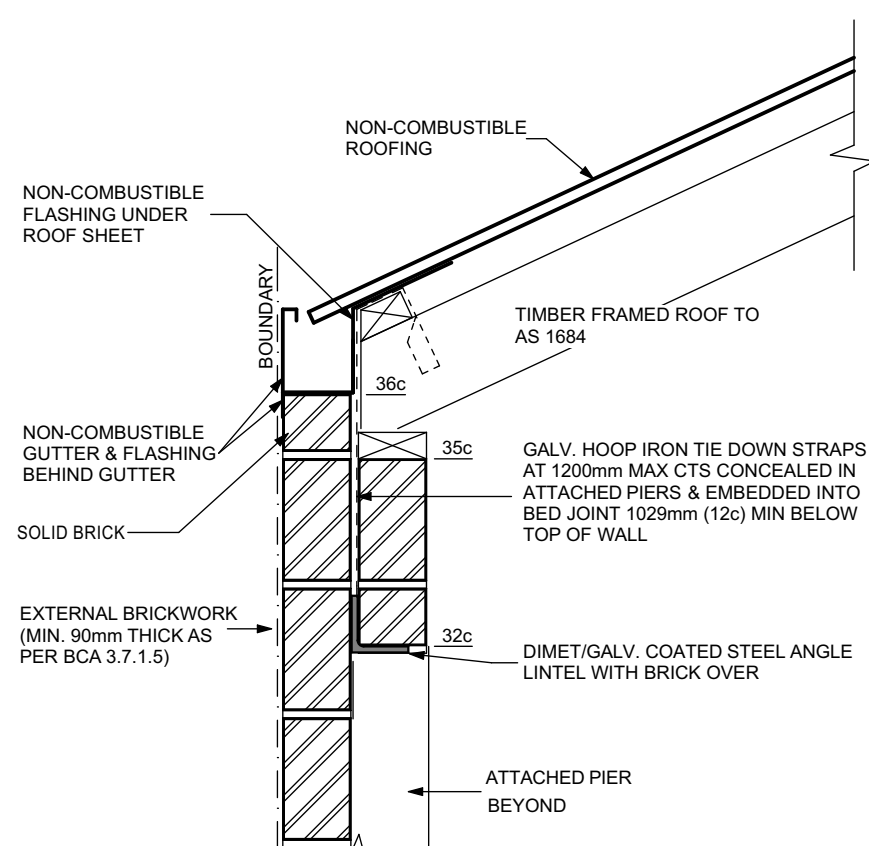 NON-COMBUSTIBLE
ROOFING
NON-COMBUSTIBLE
FLASHING UNDER
ROOF SHEET
BOUNDARY
TIMBER FRAMED ROOF TO
AS 1684
36c
NON-COMBUSTIBLE
GUTTER & FLASHING
BEHIND GUTTER
35c
GALV. HOOP IRON TIE DOWN STRAPS
AT 1200mm MAX CTS CONCEALED IN
ATTACHED PIERS & EMBEDDED INTO
BED JOINT 1029mm (12c) MIN BELOW
TOP OF WALL
SOLID BRICK
EXTERNAL BRICKWORK
(MIN. 90mm THICK AS
PER BCA 3.7.1.5)
32c
DIMET/GALV. COATED STEEL ANGLE
LINTEL WITH BRICK OVER
ATTACHED PIER
BEYOND